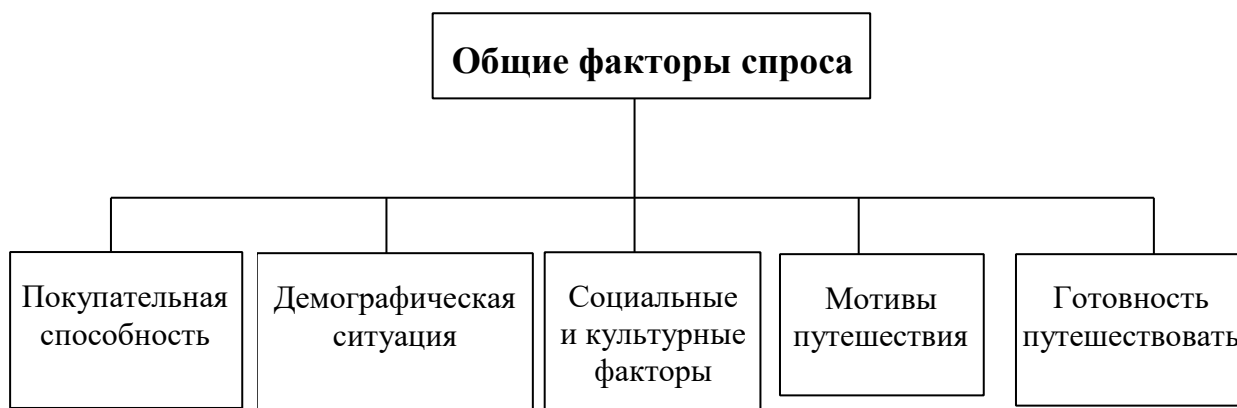 Общие факторы спроса
Покупательная
способность
Демографическая
ситуация
Социальные
и культурные
факторы
Мотивы
путешествия
Готовность
путешествовать